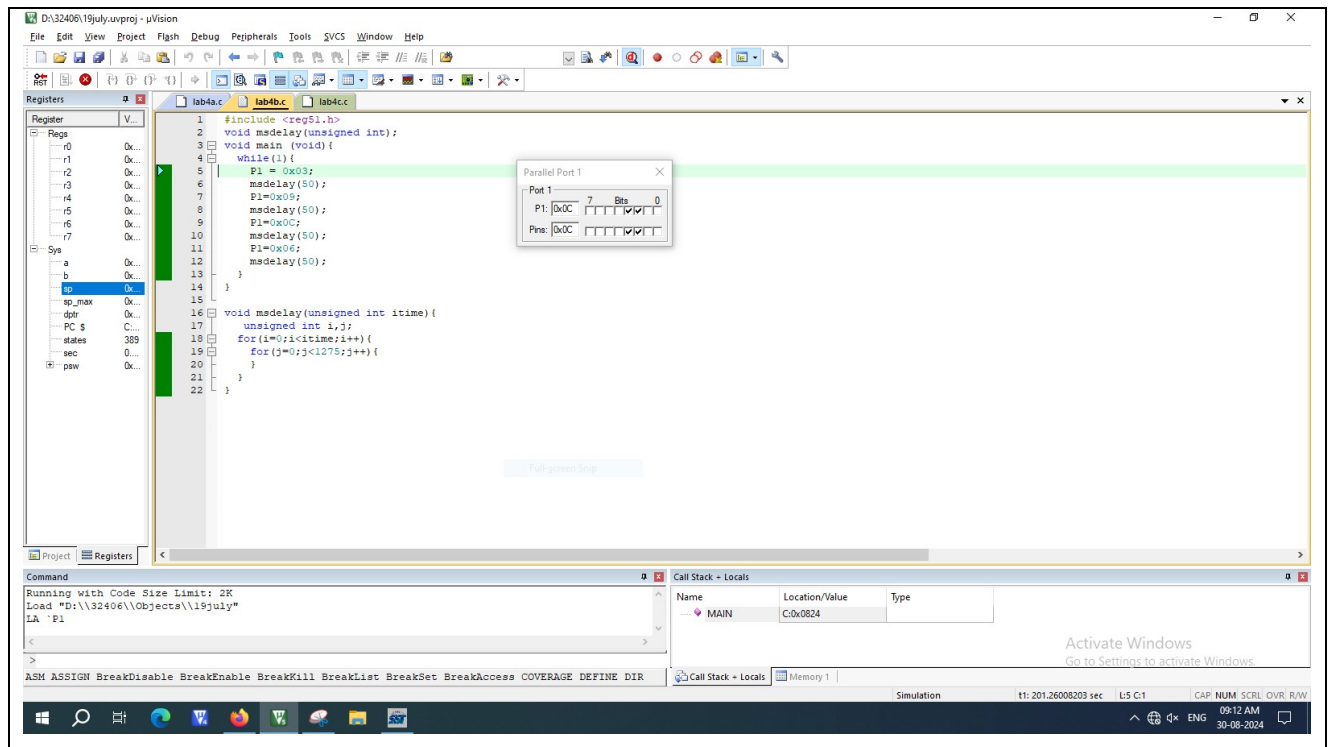 D:\32406\19july.uvproj - µVision
File Edit View Project Flash Debug Peripherals Tools SVCS Window Help
Registers
lab4a.c lab4b.c lab4c.c
Register V...
Regs
r0 0x...
r1 0x...
r2 0x...
r3 0x...
r4 0x...
r5 0x...
r6 0x...
r7 0x...
Sys
a 0x...
b 0x...
sp 0x...
sp_max 0x...
dptr 0x...
PC $ C:...
states 389
sec 0....
psw 0x...
1 #include <reg51.h>
2 void msdelay(unsigned int);
3 void main (void){
4 while(1){
5 P1 = 0x03;
6 msdelay(50);
7 P1=0x09;
8 msdelay(50);
9 P1=0x0C;
10 msdelay(50);
11 P1=0x06;
12 msdelay(50);
13 }
14 }
15
16 void msdelay(unsigned int itime){
17 unsigned int i,j;
18 for(i=0;i<itime;i++){
19 for(j=0;j<1275;j++){
20 }
21 }
22 }
Parallel Port 1
Port 1
7 Bits 0
P1: 0x0C
Pins: 0x0C
Full-screen Snip
Project Registers
Command
Running with Code Size Limit: 2K
Load "D:\\32406\\Objects\\19july"
LA `P1
>
ASM ASSIGN BreakDisable BreakEnable BreakKill BreakList BreakSet BreakAccess COVERAGE DEFINE DIR
Call Stack + Locals
Name Location/Value Type
MAIN C:0x0824
Call Stack + Locals Memory 1
Activate Windows
Go to Settings to activate Windows.
Simulation t1: 201.26008203 sec L:5 C:1 CAP NUM SCRL OVR R/W
ENG
09:12 AM
30-08-2024